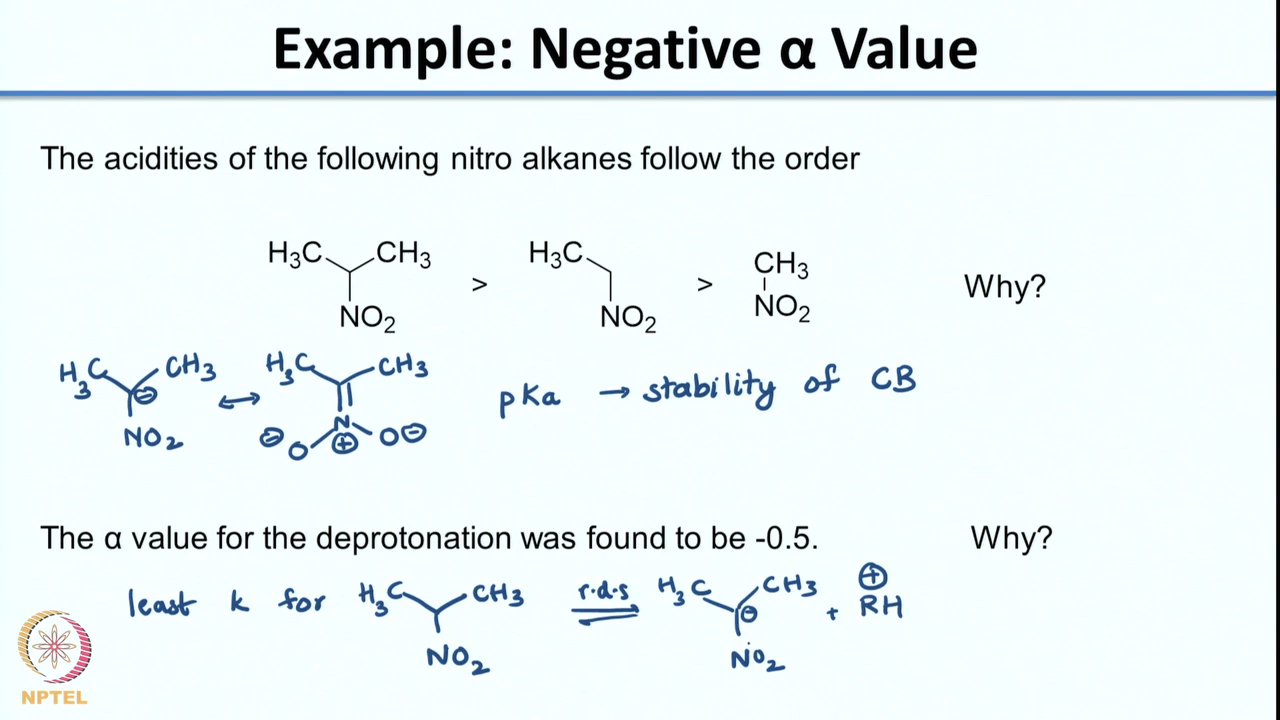 Example: Negative α Value
The acidities of the following nitro alkanes follow the order
H₃C CH₃ > H₃C > CH₃ Why?
NO₂ NO₂ NO₂
H₃C CH₃ ↔ H₃C CH₃ pKa → stability of CB
⊖
NO₂ ⊖O N⊕ O⊖
The α value for the deprotonation was found to be -0.5. Why?
least k for H₃C CH₃ r.d.s H₃C CH₃ + ⊕RH
⊖
NO₂ NO₂
NPTEL